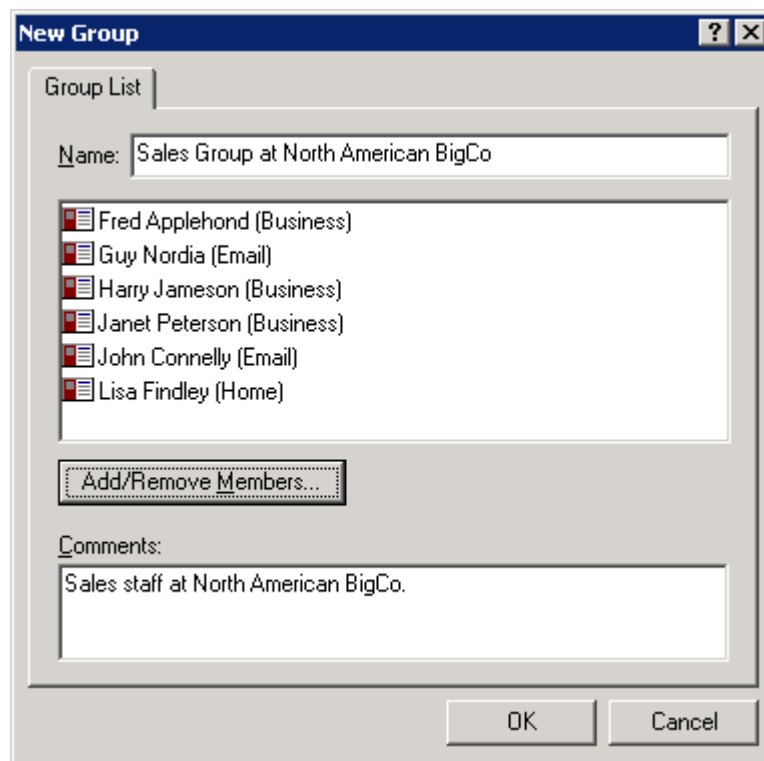 New Group
Group List
Name: Sales Group at North American BigCo
Fred Applehond (Business)
Guy Nordia (Email)
Harry Jameson (Business)
Janet Peterson (Business)
John Connelly (Email)
Lisa Findley (Home)
Add/Remove Members...
Comments:
Sales staff at North American BigCo.
OK Cancel